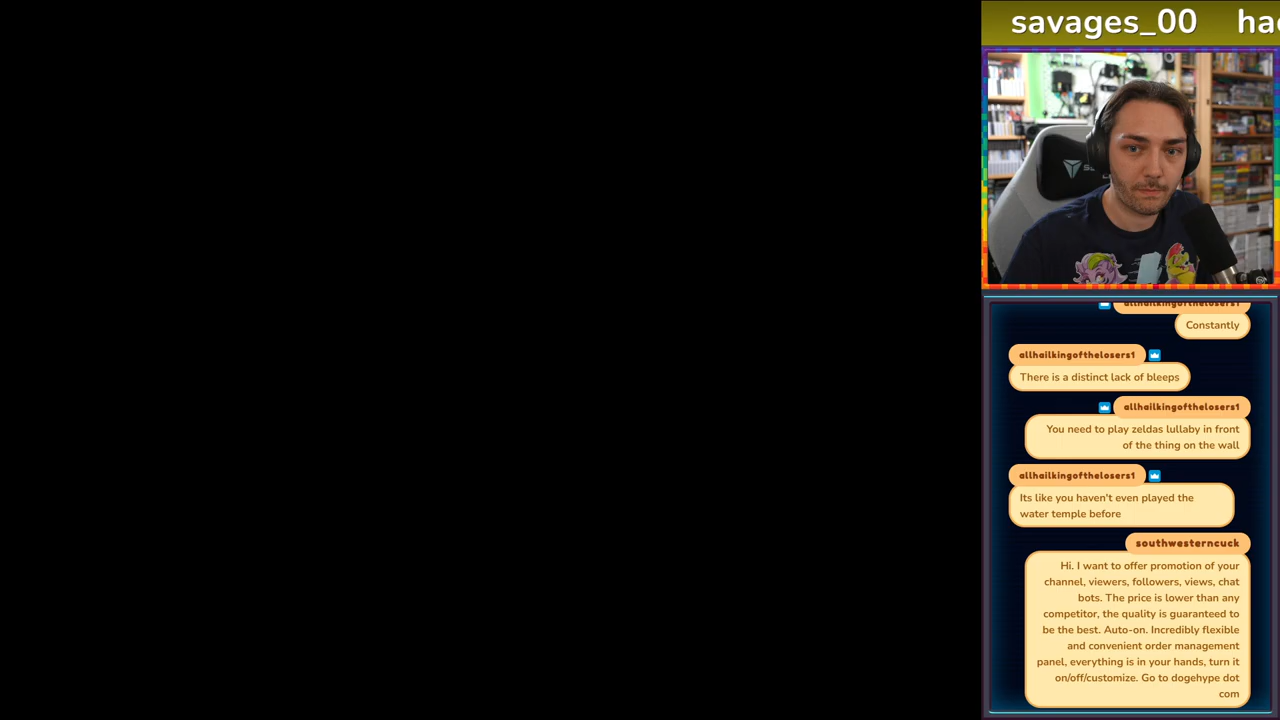 savages_00 had
allhailkingofthelosers1
Constantly
allhailkingofthelosers1
There is a distinct lack of bleeps
allhailkingofthelosers1
You need to play zeldas lullaby in front
of the thing on the wall
allhailkingofthelosers1
Its like you haven't even played the
water temple before
southwesterncuck
Hi. I want to offer promotion of your
channel, viewers, followers, views, chat
bots. The price is lower than any
competitor, the quality is guaranteed to
be the best. Auto-on. Incredibly flexible
and convenient order management
panel, everything is in your hands, turn it
on/off/customize. Go to dogehype dot
com